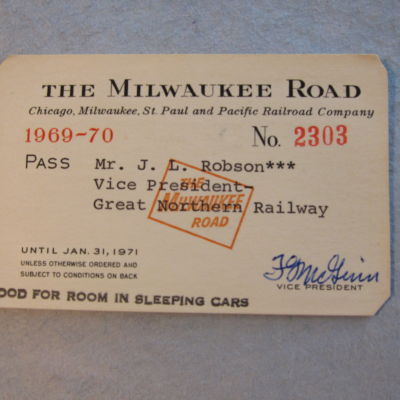 THE MILWAUKEE ROAD
Chicago, Milwaukee, St. Paul and Pacific Railroad Company
1969-70 No. 2303
PASS Mr. J. L. Robson***
Vice President-
Great Northern Railway
THE
MILWAUKEE
ROAD
UNTIL JAN. 31, 1971
UNLESS OTHERWISE ORDERED AND
SUBJECT TO CONDITIONS ON BACK
VICE PRESIDENT
OOD FOR ROOM IN SLEEPING CARS